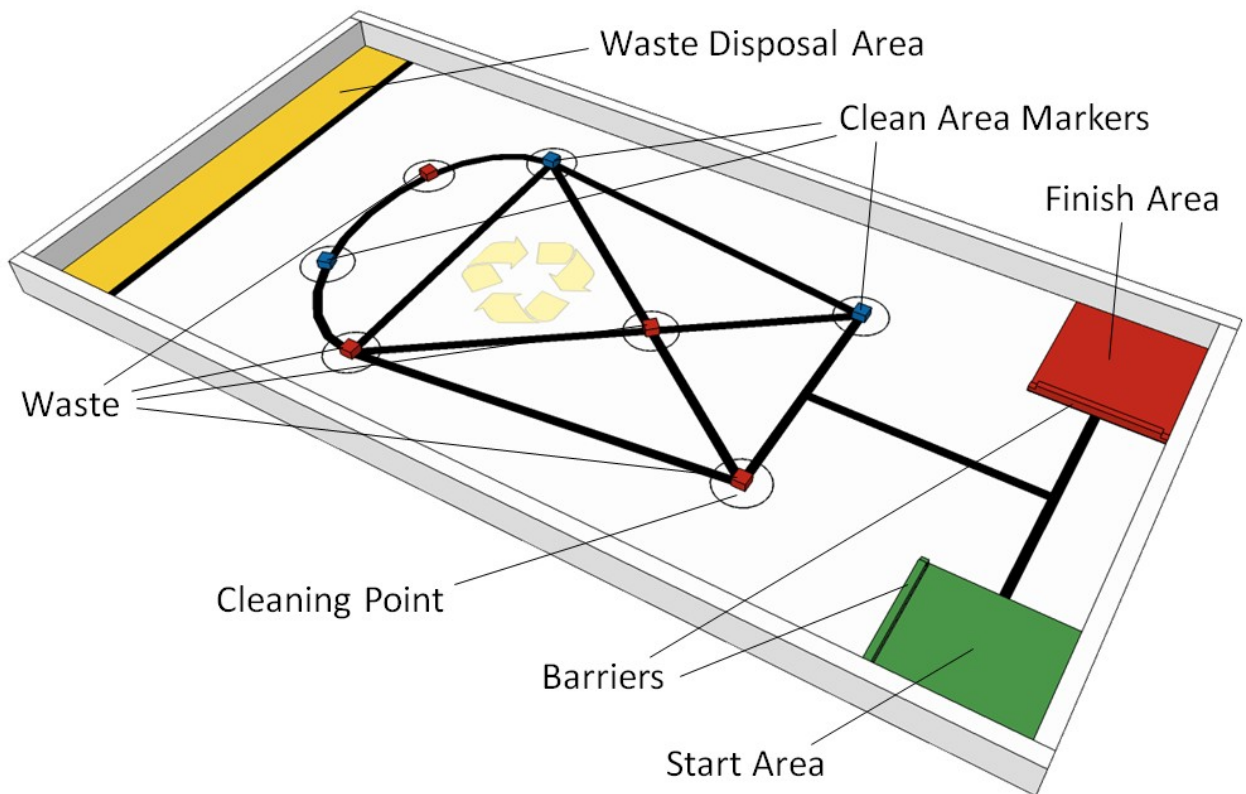 Waste Disposal Area
Clean Area Markers
Finish Area
Waste
Cleaning Point
Barriers
Start Area